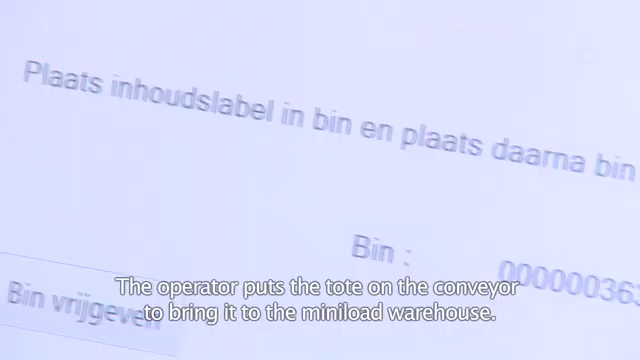 Plaats inhoudslabel in bin en plaats daarna bin
Bin :
000000363
Bin vrijgeven
The operator puts the tote on the conveyor
to bring it to the miniload warehouse.